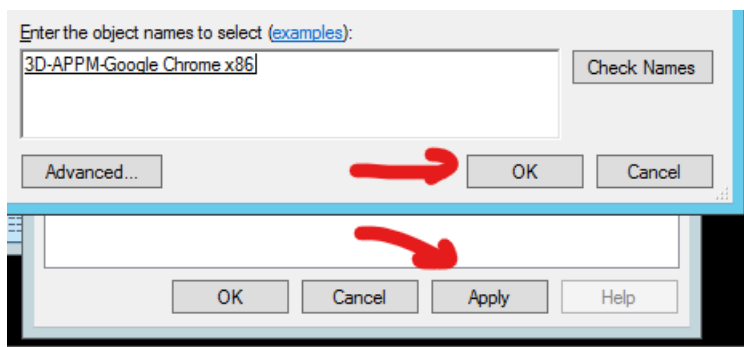 Enter the object names to select (examples):
3D-APPM-Google Chrome x86
Check Names
Advanced...
OK
Cancel
OK
Cancel
Apply
Help